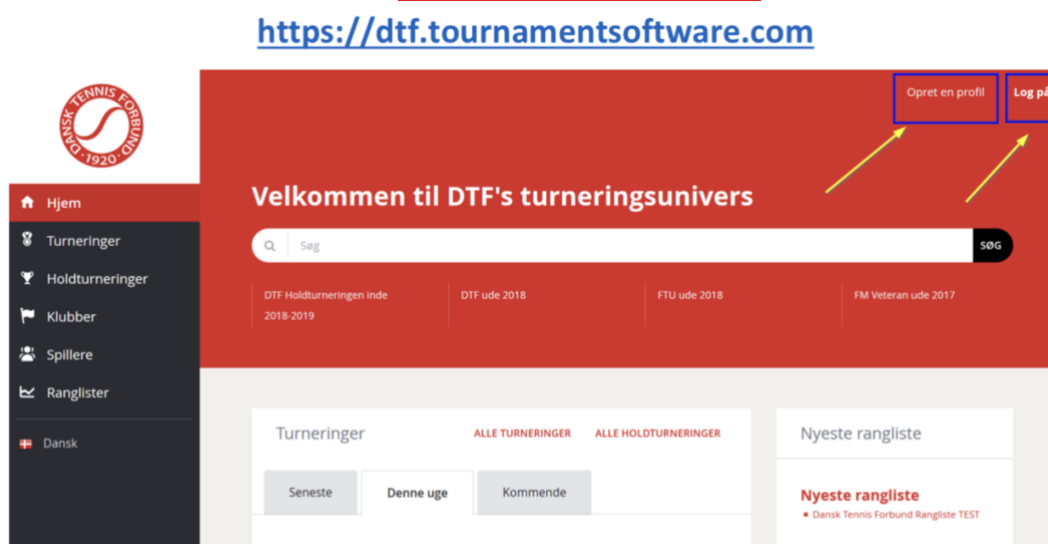 https://dtf.tournamentsoftware.com
DANSK TENNIS FORBUND
·1920·
Opret en profil
Log på
Hjem
Turneringer
Holdturneringer
Klubber
Spillere
Ranglister
Dansk
Velkommen til DTF's turneringsunivers
Søg
SØG
DTF Holdturneringen inde
2018-2019
DTF ude 2018
FTU ude 2018
FM Veteran ude 2017
Turneringer
ALLE TURNERINGER
ALLE HOLDTURNERINGER
Seneste
Denne uge
Kommende
Nyeste rangliste
Nyeste rangliste
Dansk Tennis Forbund Rangliste TEST